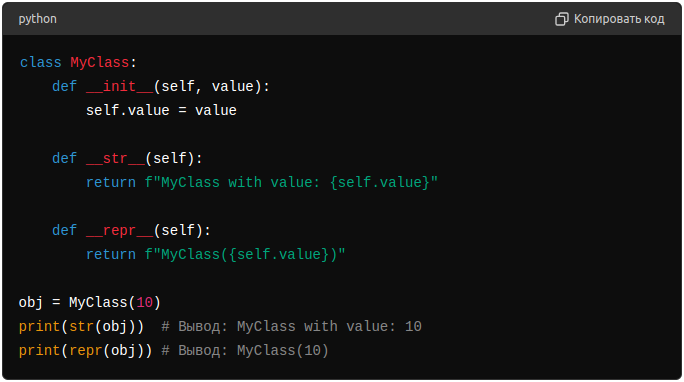 python
Копировать код
class MyClass:
    def __init__(self, value):
        self.value = value
    def __str__(self):
        return f"MyClass with value: {self.value}"
    def __repr__(self):
        return f"MyClass({self.value})"
obj = MyClass(10)
print(str(obj))  # Вывод: MyClass with value: 10
print(repr(obj)) # Вывод: MyClass(10)